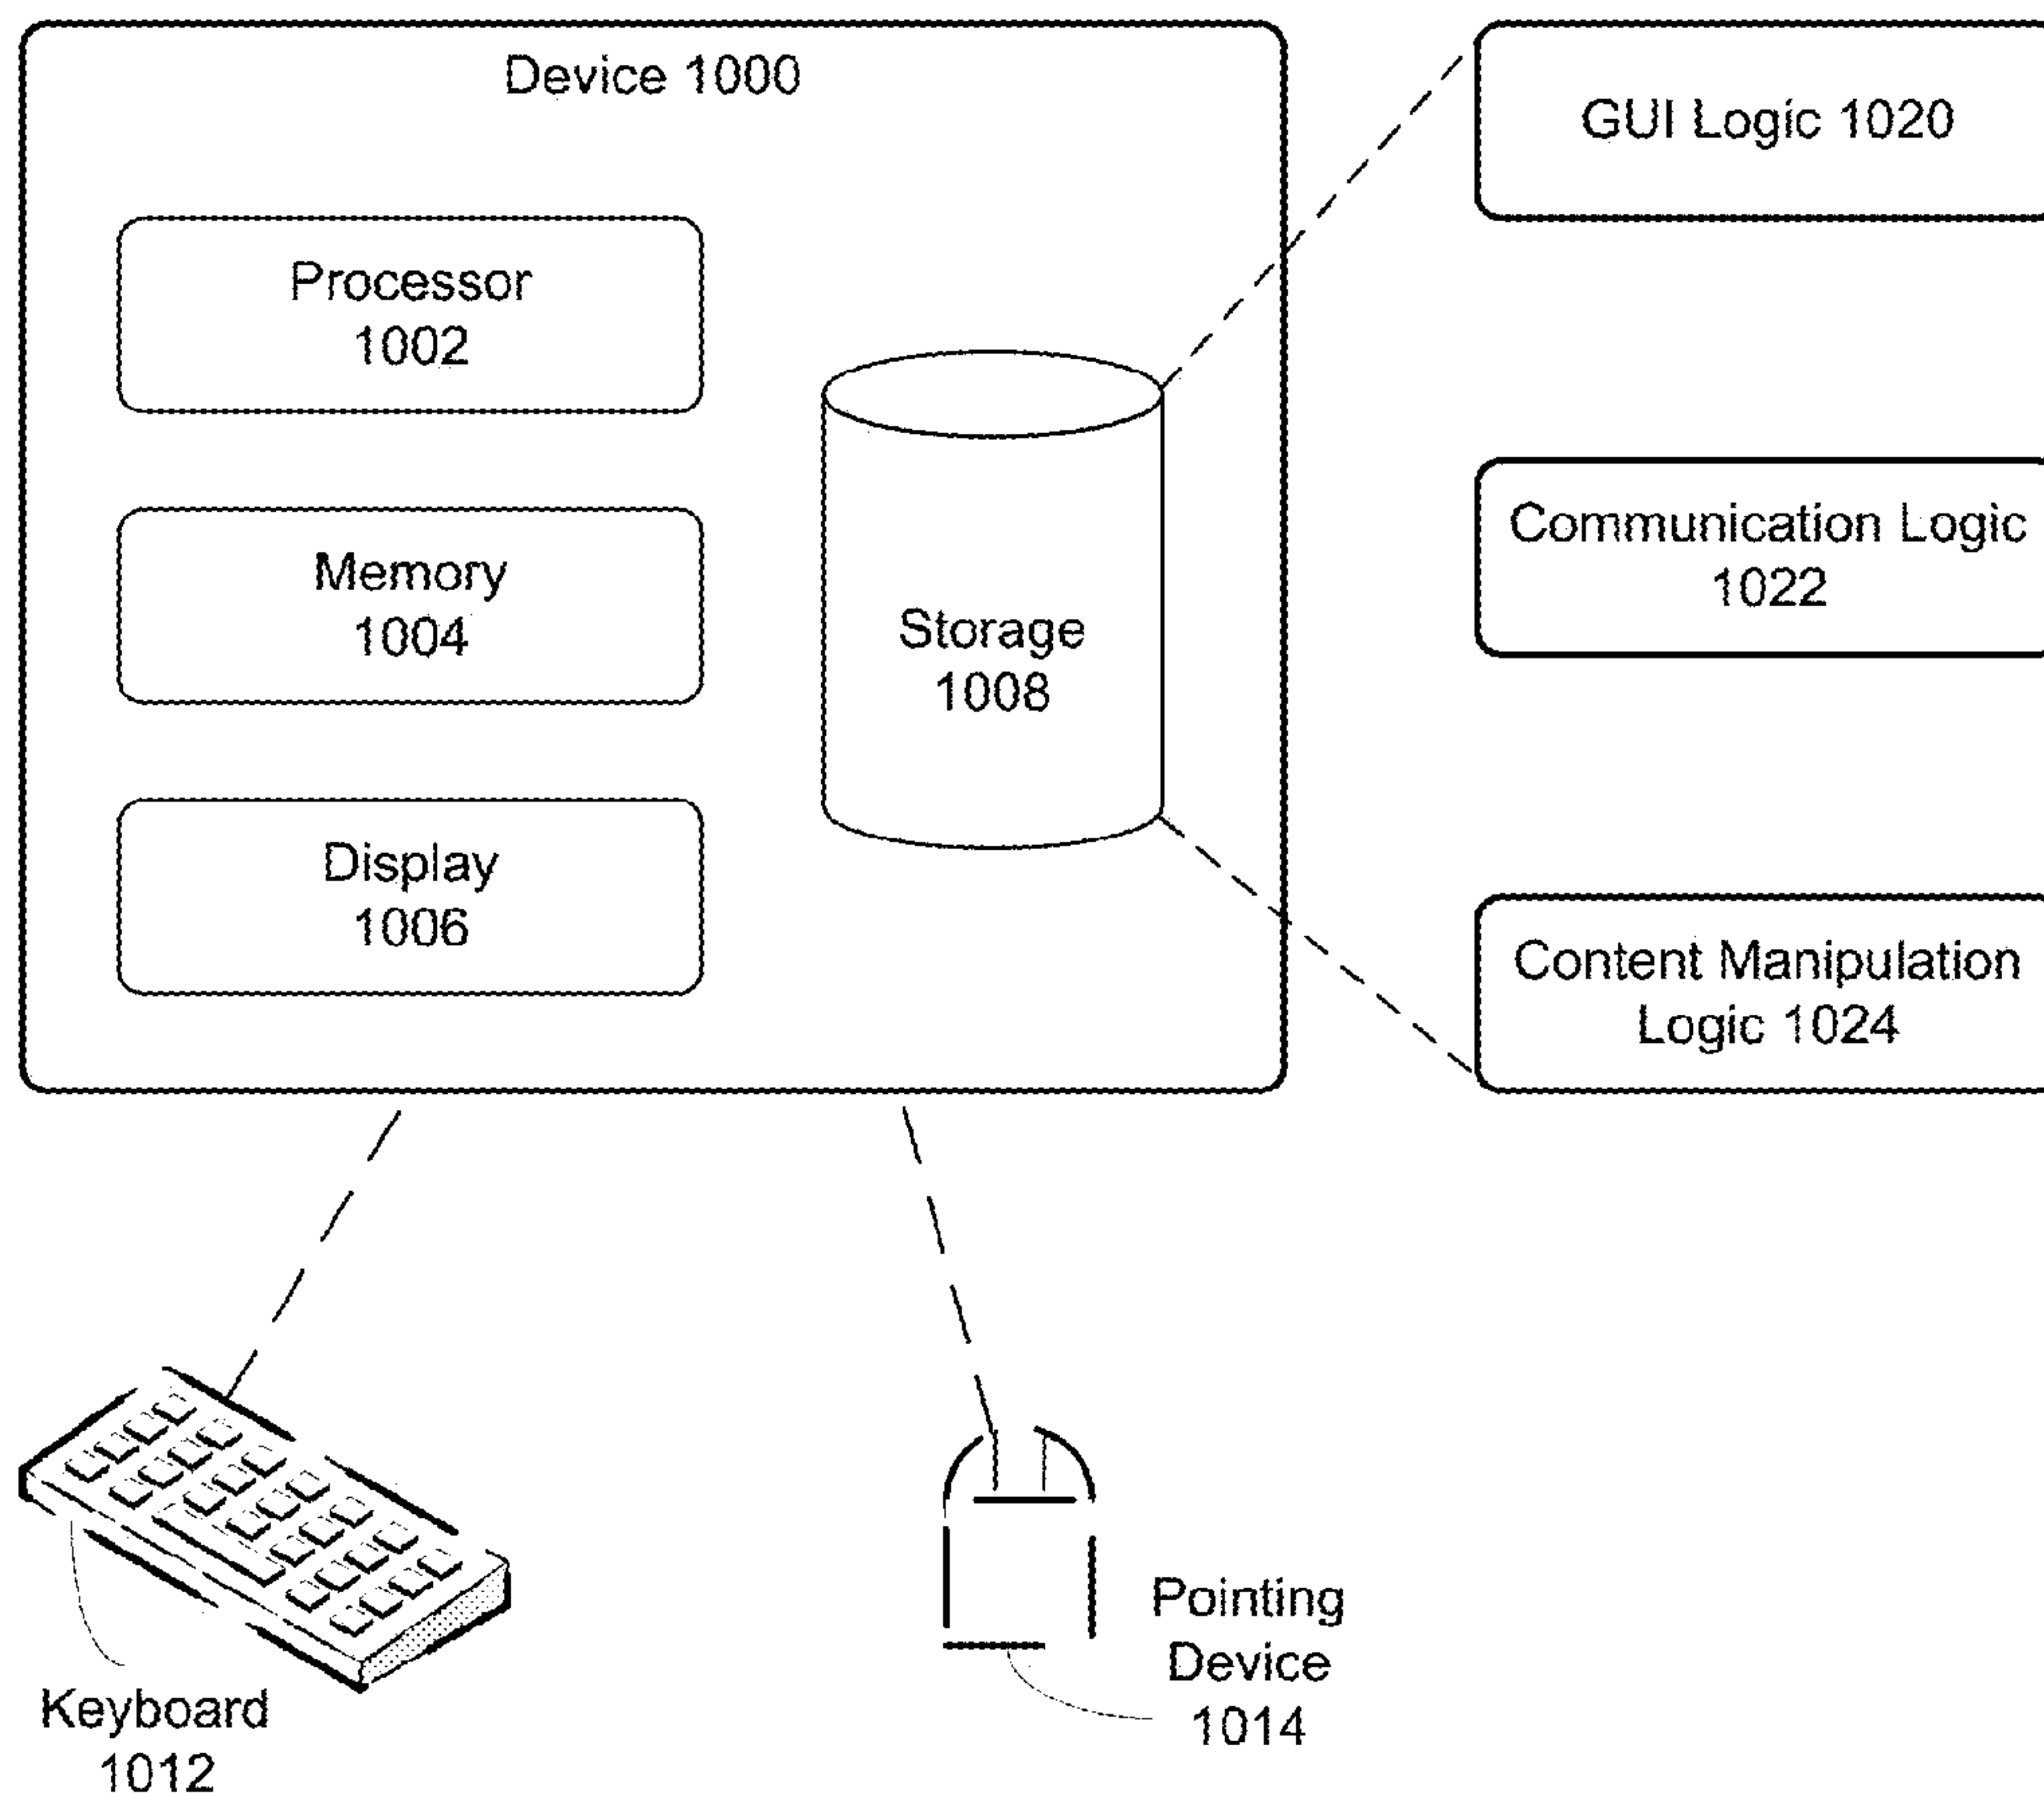 Device 1000
GUI Logic 1020
Processor
1002
Communication Logic
1022
Memory
1004
Storage
1008
Display
1006
Content Manipulation
Logic 1024
Keyboard
1012
Pointing
Device
1014